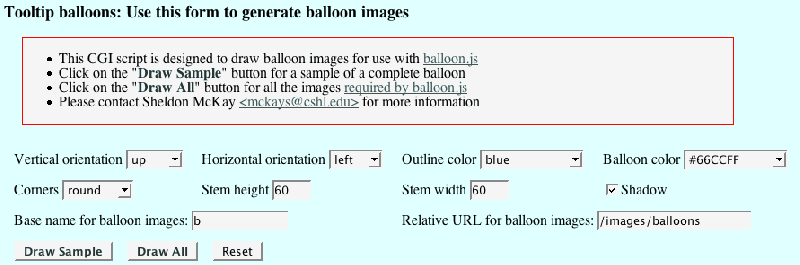 Tooltip balloons: Use this form to generate balloon images
This CGI script is designed to draw balloon images for use with balloon.js
Click on the "Draw Sample" button for a sample of a complete balloon
Click on the "Draw All" button for all the images required by balloon.js
Please contact Sheldon McKay <mckays@cshl.edu> for more information
Vertical orientation up Horizontal orientation left Outline color blue Balloon color #66CCFF
Corners round Stem height 60 Stem width 60 Shadow
Base name for balloon images: b Relative URL for balloon images: /images/balloons
Draw Sample Draw All Reset